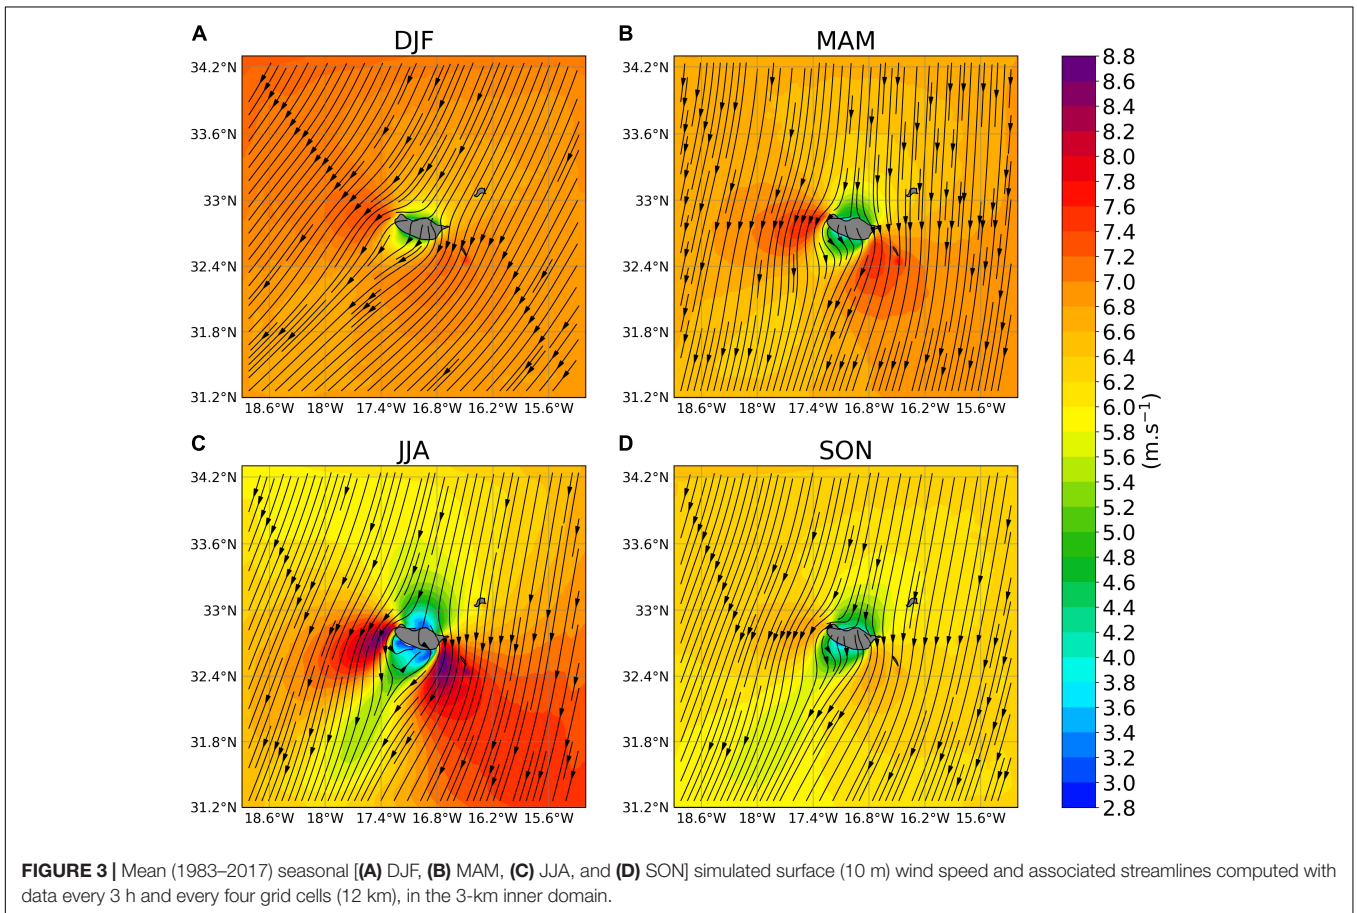 A
DJF
34.2°N
33.6°N
33°N
32.4°N
31.8°N
31.2°N
18.6°W 18°W 17.4°W 16.8°W 16.2°W 15.6°W
B
MAM
34.2°N
33.6°N
33°N
32.4°N
31.8°N
31.2°N
18.6°W 18°W 17.4°W 16.8°W 16.2°W 15.6°W
C
JJA
34.2°N
33.6°N
33°N
32.4°N
31.8°N
31.2°N
18.6°W 18°W 17.4°W 16.8°W 16.2°W 15.6°W
D
SON
34.2°N
33.6°N
33°N
32.4°N
31.8°N
31.2°N
18.6°W 18°W 17.4°W 16.8°W 16.2°W 15.6°W
8.8
8.6
8.4
8.2
8.0
7.8
7.6
7.4
7.2
7.0
6.8
6.6
6.4
6.2
6.0
5.8
5.6
5.4
5.2
5.0
4.8
4.6
4.4
4.2
4.0
3.8
3.6
3.4
3.2
3.0
2.8
(m.s⁻¹)
FIGURE 3 | Mean (1983–2017) seasonal [(A) DJF, (B) MAM, (C) JJA, and (D) SON] simulated surface (10 m) wind speed and associated streamlines computed with
data every 3 h and every four grid cells (12 km), in the 3-km inner domain.